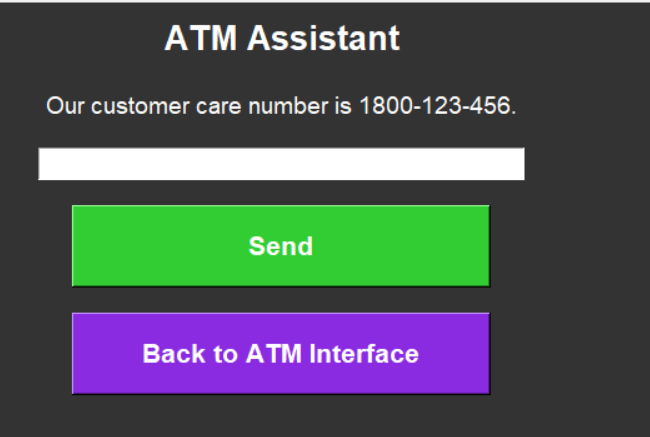 ATM Assistant
Our customer care number is 1800-123-456.
Send
Back to ATM Interface